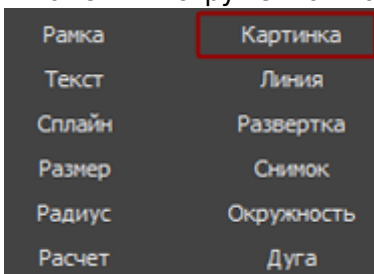 Рамка Картинка
Текст Линия
Сплайн Развертка
Размер Снимок
Радиус Окружность
Расчет Дуга